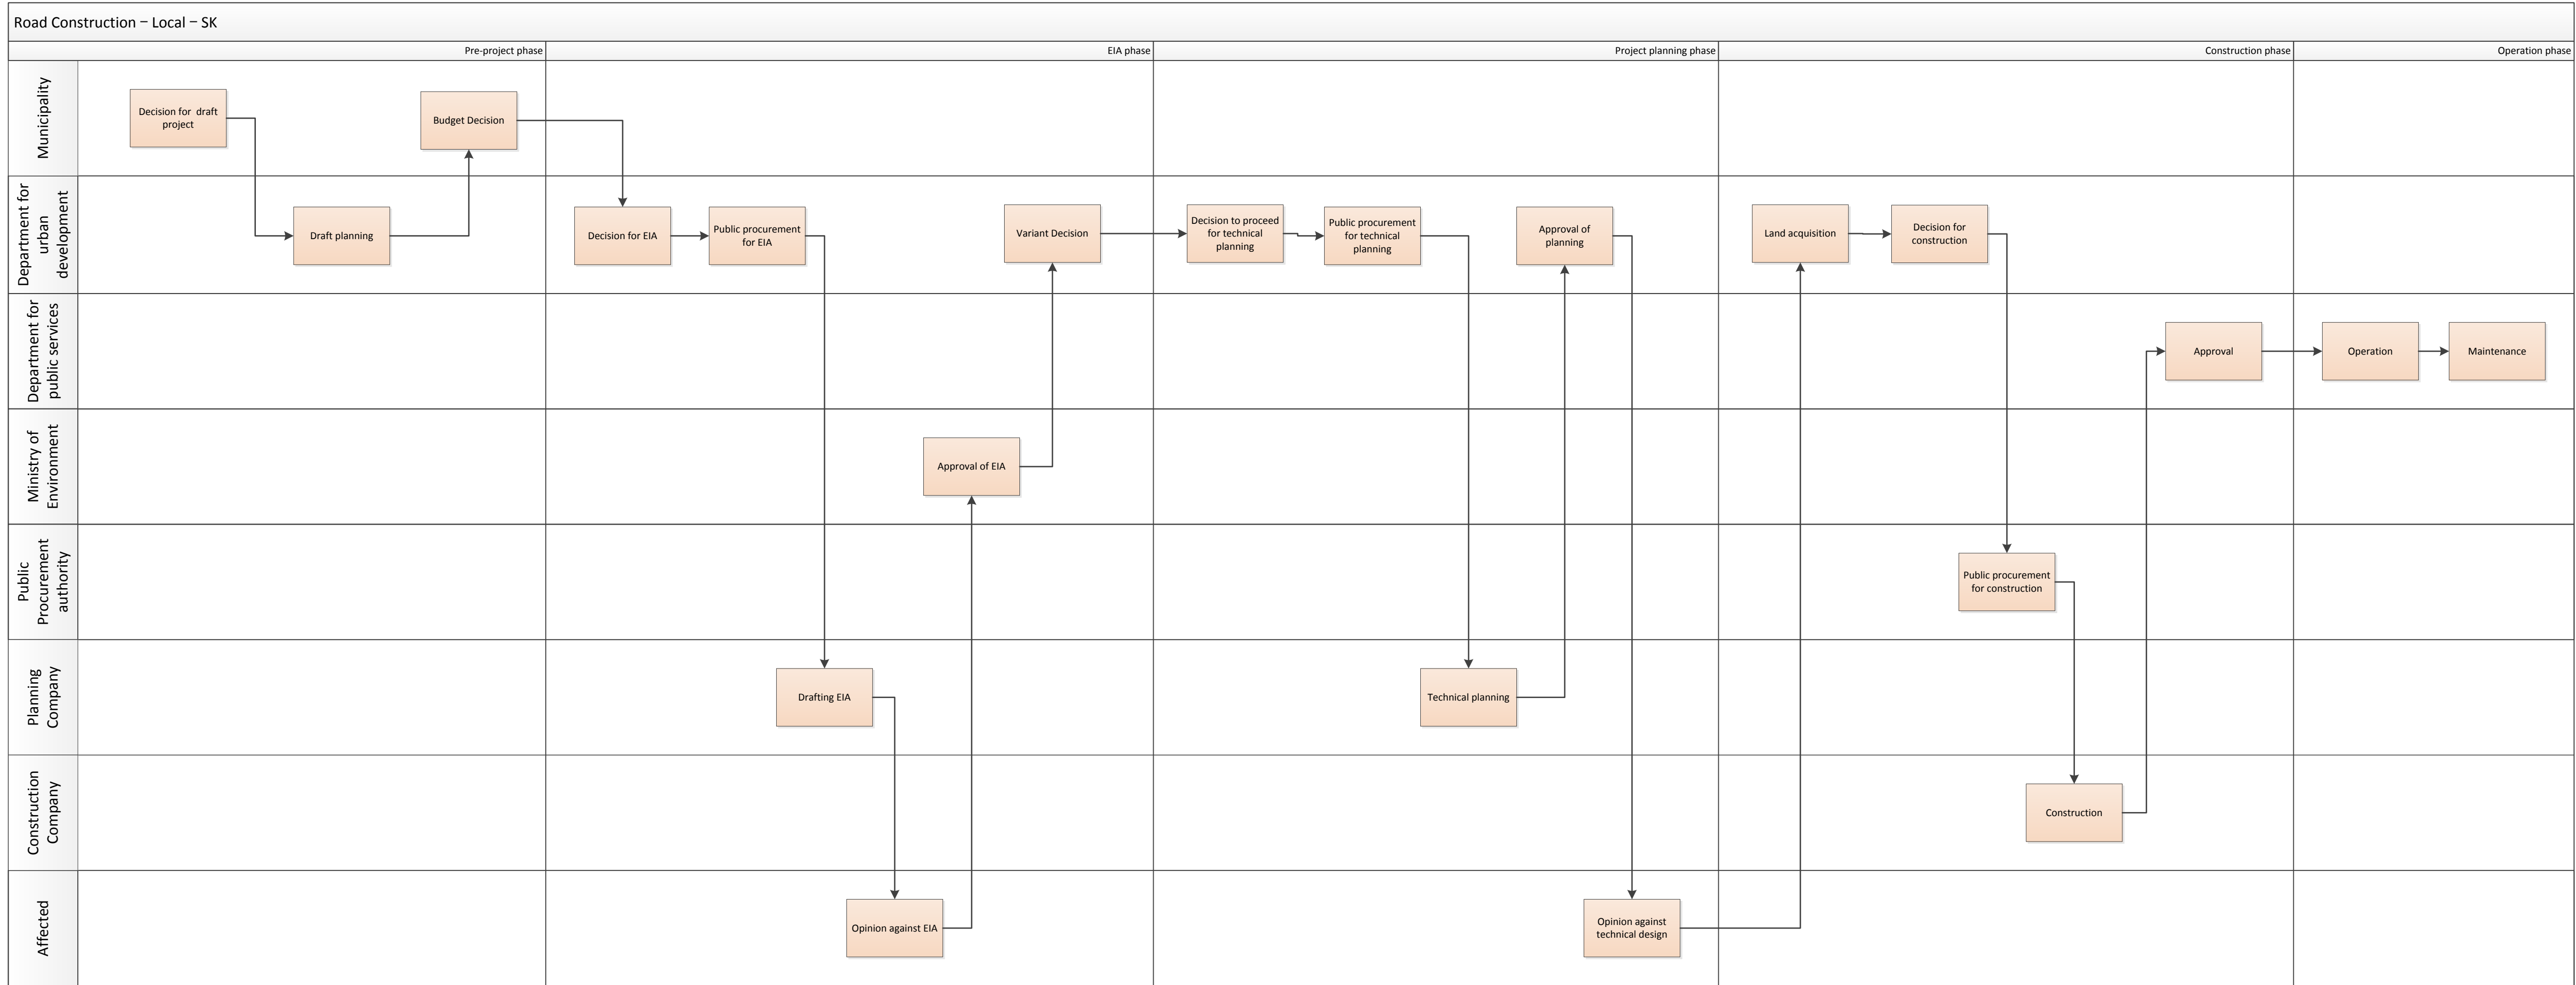 Road Construction – Local – SK
Pre-project phase
EIA phase
Project planning phase
Construction phase
Operation phase
Municipality
Decision for draft
project
Budget Decision
Department for
urban
development
Draft planning
Decision for EIA
Public procurement
for EIA
Variant Decision
Decision to proceed
for technical
planning
Public procurement
for technical
planning
Approval of
planning
Land acquisition
Decision for
construction
Department for
public services
Approval
Operation
Maintenance
Ministry of
Environment
Approval of EIA
Public
Procurement
authority
Public procurement
for construction
Planning
Company
Drafting EIA
Technical planning
Construction
Company
Construction
Affected
Opinion against EIA
Opinion against
technical design